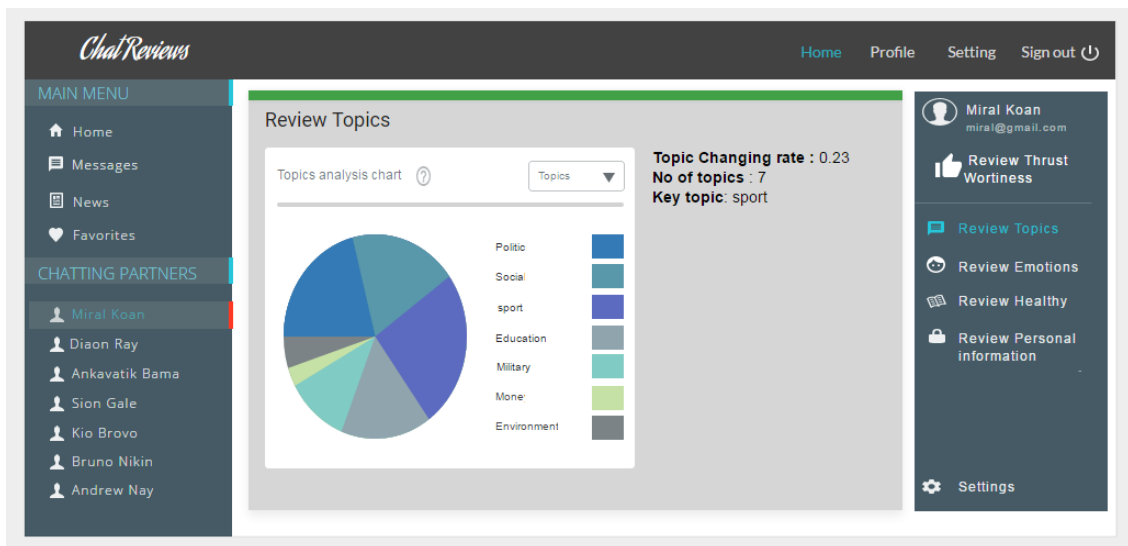 ChatReviews
Home Profile Setting Sign out
MAIN MENU
Home
Messages
News
Favorites
CHATTING PARTNERS
Miral Koan
Diaon Ray
Ankavatik Bama
Sion Gale
Kio Brovo
Bruno Nikin
Andrew Nay
Review Topics
Topics analysis chart ?
Topics
Politic
Social
sport
Education
Military
Mone
Environment
Topic Changing rate : 0.23
No of topics : 7
Key topic: sport
Miral Koan
miral@gmail.com
Review Thrust
Wortiness
Review Topics
Review Emotions
Review Healthy
Review Personal
information
Settings